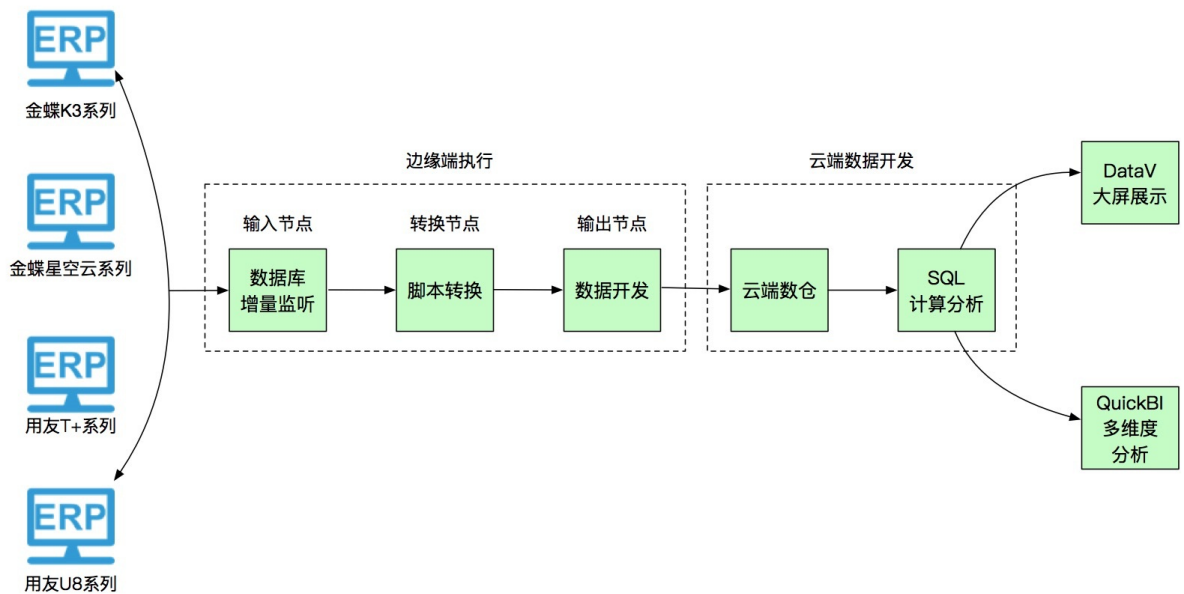 ERP
金蝶K3系列
ERP
金蝶星空云系列
ERP
用友T+系列
ERP
用友U8系列
边缘端执行
输入节点
数据库
增量监听
转换节点
脚本转换
输出节点
数据开发
云端数据开发
云端数仓
SQL
计算分析
DataV
大屏展示
QuickBI
多维度
分析